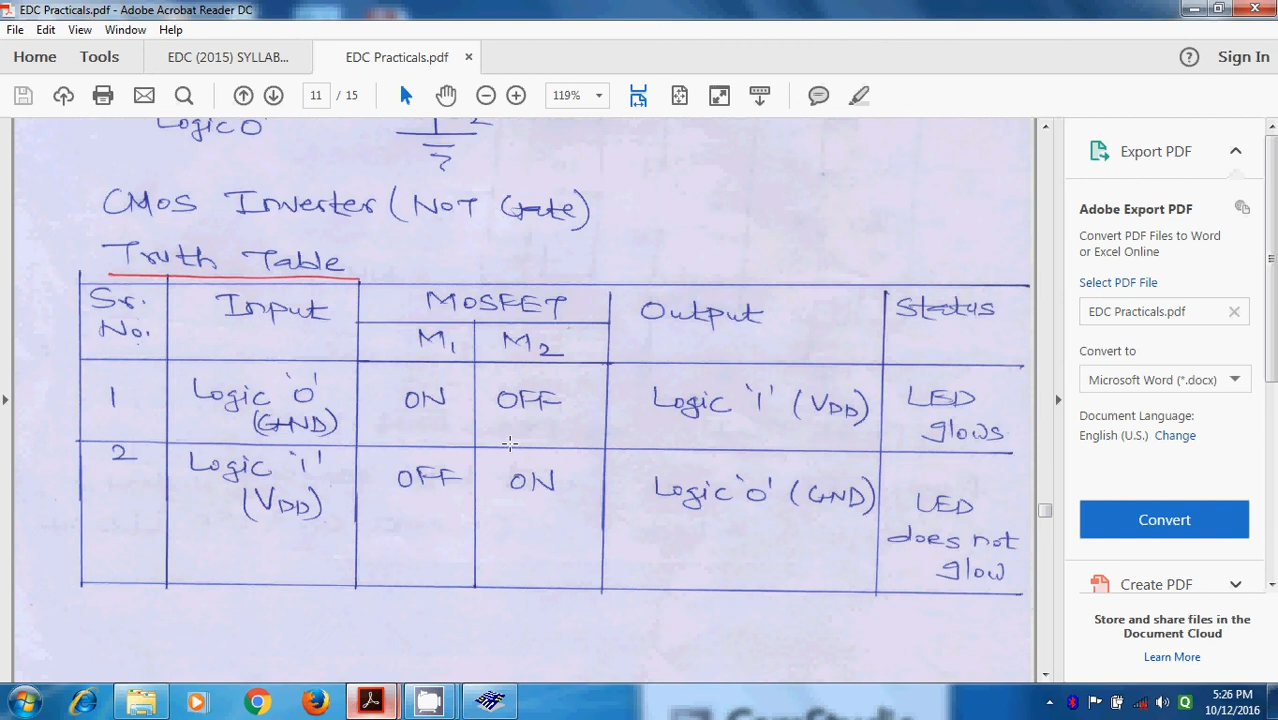 EDC Practicals.pdf - Adobe Acrobat Reader DC
File Edit View Window Help
Home Tools EDC (2015) SYLLAB... EDC Practicals.pdf × Sign In
11 / 15 119%
Logic 0
CMOS Inverter (NOT Gate)
Truth Table
Sr. No. Input MOSFET Output Status
M1 M2
1 Logic '0' (GND) ON OFF Logic '1' (VDD) LED glows
2 Logic '1' (VDD) OFF ON Logic '0' (GND) LED does not glow
Export PDF
Adobe Export PDF
Convert PDF Files to Word
or Excel Online
Select PDF File
EDC Practicals.pdf
Convert to
Microsoft Word (*.docx)
Document Language:
English (U.S.) Change
Convert
Create PDF
Store and share files in the
Document Cloud
Learn More
5:26 PM
10/12/2016